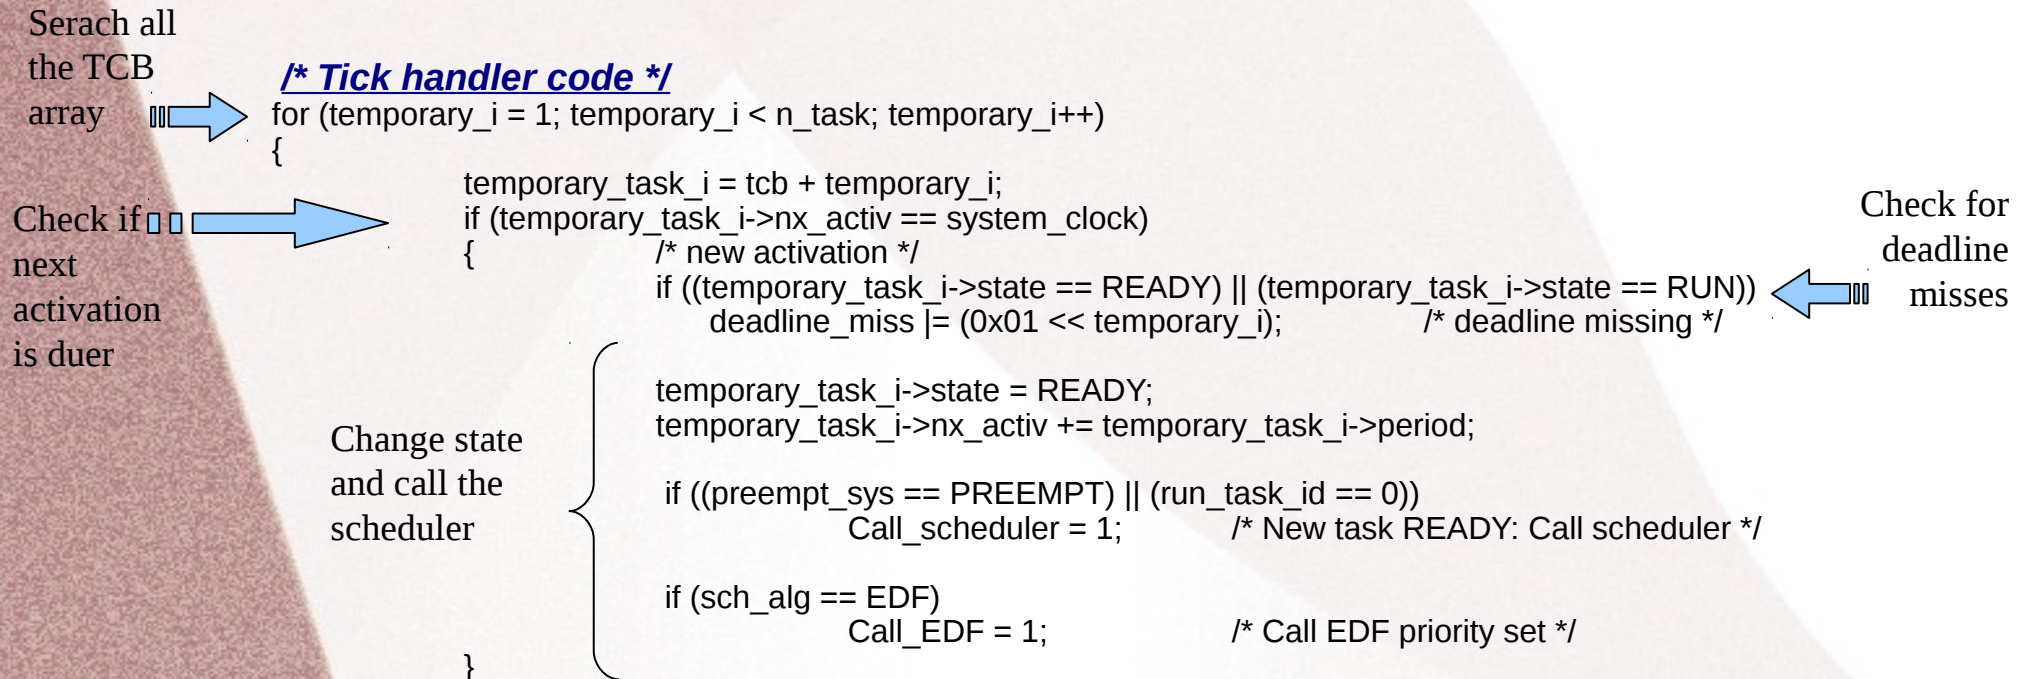 Serach all
the TCB
array
/* Tick handler code */
for (temporary_i = 1; temporary_i < n_task; temporary_i++)
{
temporary_task_i = tcb + temporary_i;
Check if
next
activation
is duer
if (temporary_task_i->nx_activ == system_clock)
{ /* new activation */
if ((temporary_task_i->state == READY) || (temporary_task_i->state == RUN))
deadline_miss |= (0x01 << temporary_i); /* deadline missing */
Check for
deadline
misses
temporary_task_i->state = READY;
temporary_task_i->nx_activ += temporary_task_i->period;
Change state
and call the
scheduler
if ((preempt_sys == PREEMPT) || (run_task_id == 0))
Call_scheduler = 1; /* New task READY: Call scheduler */
if (sch_alg == EDF)
Call_EDF = 1; /* Call EDF priority set */
}